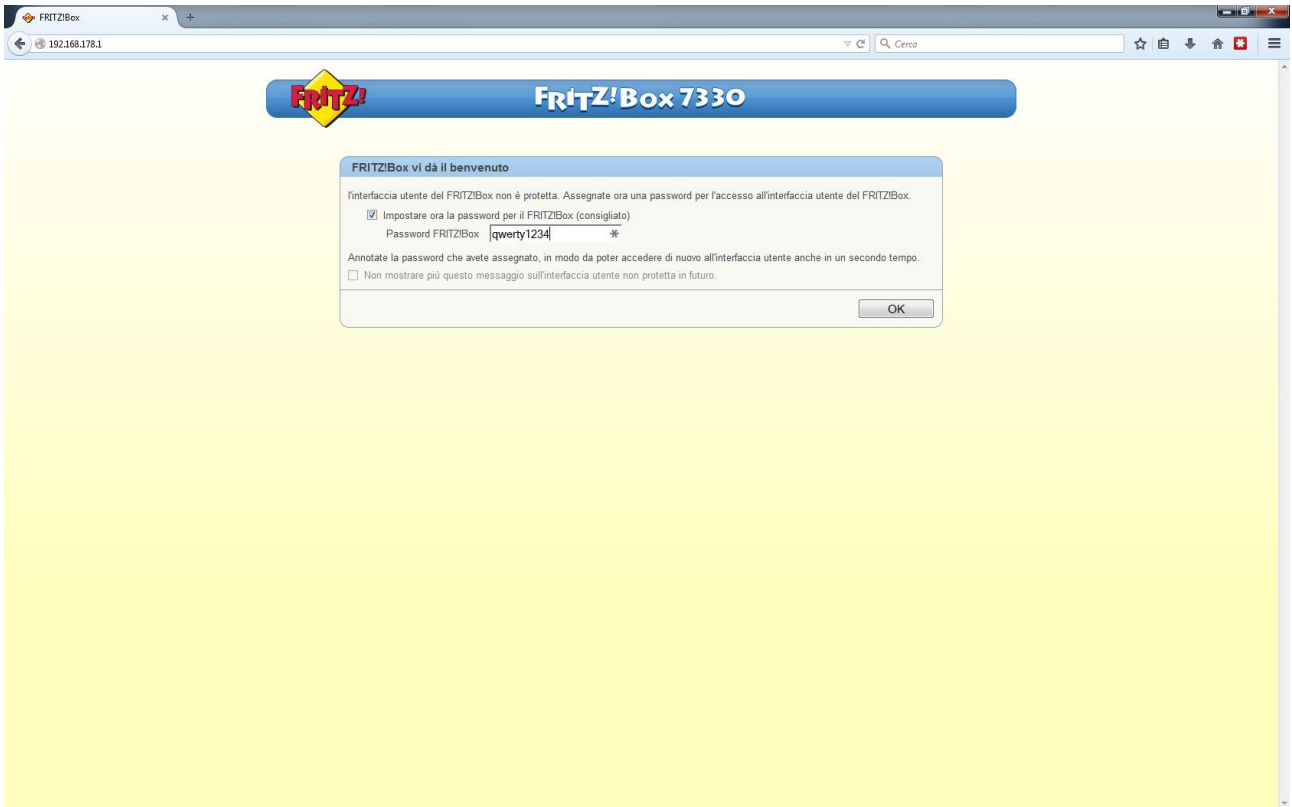 FRITZ!Box
192.168.178.1
Cerca
FRITZ!
FRITZ!Box 7330
FRITZ!Box vi dà il benvenuto
l'interfaccia utente del FRITZ!Box non è protetta. Assegnate ora una password per l'accesso all'interfaccia utente del FRITZ!Box.
Impostare ora la password per il FRITZ!Box (consigliato)
Password FRITZ!Box qwerty1234
Annotate la password che avete assegnato, in modo da poter accedere di nuovo all'interfaccia utente anche in un secondo tempo.
Non mostrare più questo messaggio sull'interfaccia utente non protetta in futuro.
OK